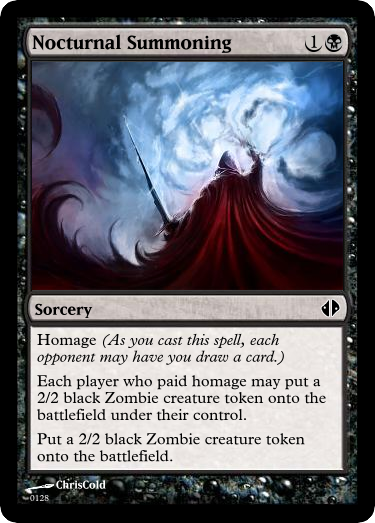 Nocturnal Summoning 1
Sorcery
Homage (As you cast this spell, each
opponent may have you draw a card.)
Each player who paid homage may put a
2/2 black Zombie creature token onto the
battlefield under their control.
Put a 2/2 black Zombie creature token
onto the battlefield.
ChrisCold
0128